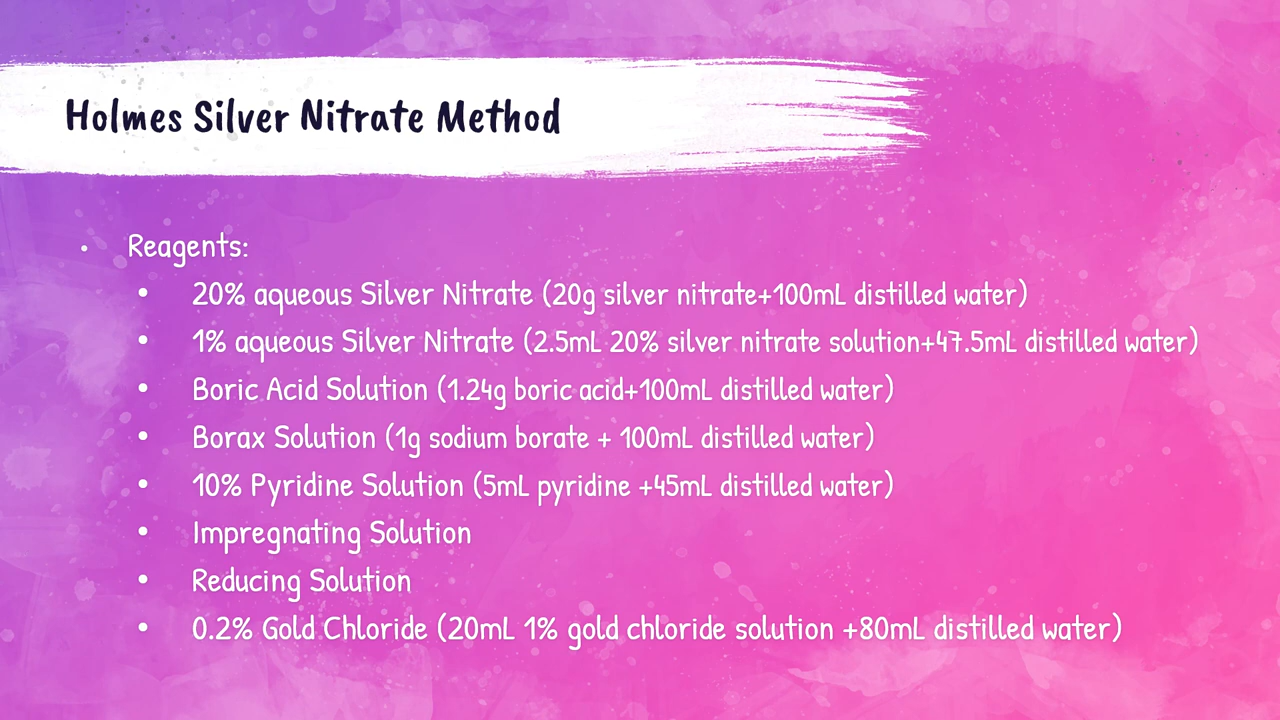 Holmes Silver Nitrate Method
• Reagents:
• 20% aqueous Silver Nitrate (20g silver nitrate+100mL distilled water)
• 1% aqueous Silver Nitrate (2.5mL 20% silver nitrate solution+47.5mL distilled water)
• Boric Acid Solution (1.24g boric acid+100mL distilled water)
• Borax Solution (1g sodium borate + 100mL distilled water)
• 10% Pyridine Solution (5mL pyridine +45mL distilled water)
• Impregnating Solution
• Reducing Solution
• 0.2% Gold Chloride (20mL 1% gold chloride solution +80mL distilled water)